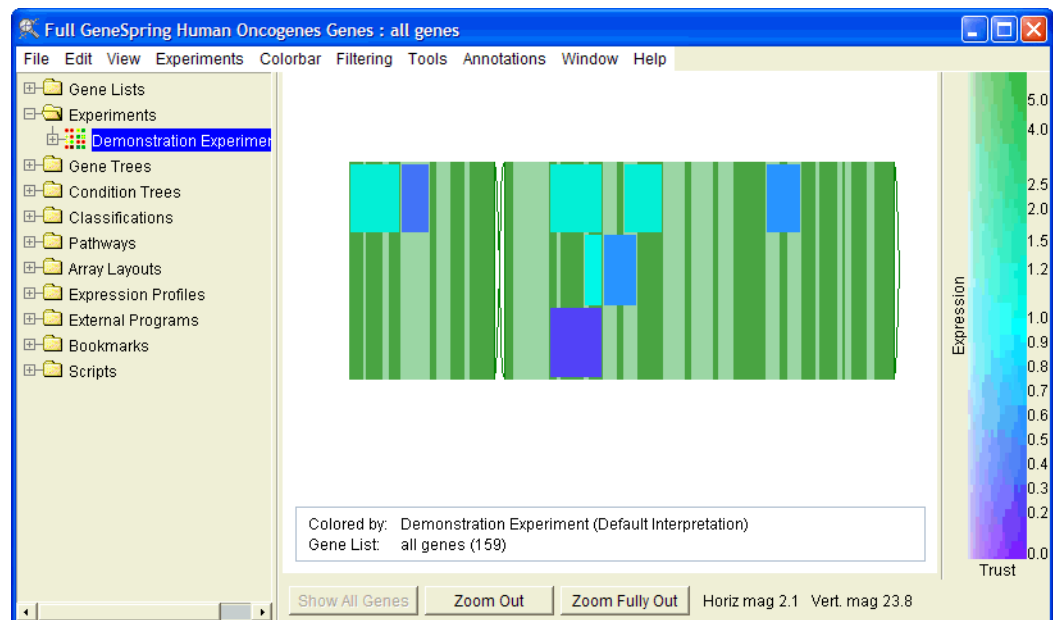 Full GeneSpring Human Oncogenes Genes : all genes
File Edit View Experiments Colorbar Filtering Tools Annotations Window Help
Gene Lists
Experiments
Demonstration Experimer
Gene Trees
Condition Trees
Classifications
Pathways
Array Layouts
Expression Profiles
External Programs
Bookmarks
Scripts
Colored by: Demonstration Experiment (Default Interpretation)
Gene List: all genes (159)
Show All Genes Zoom Out Zoom Fully Out Horiz mag 2.1 Vert. mag 23.8
Expression
5.0
4.0
2.5
2.0
1.5
1.2
1.0
0.9
0.8
0.7
0.6
0.5
0.4
0.3
0.2
0.0
Trust